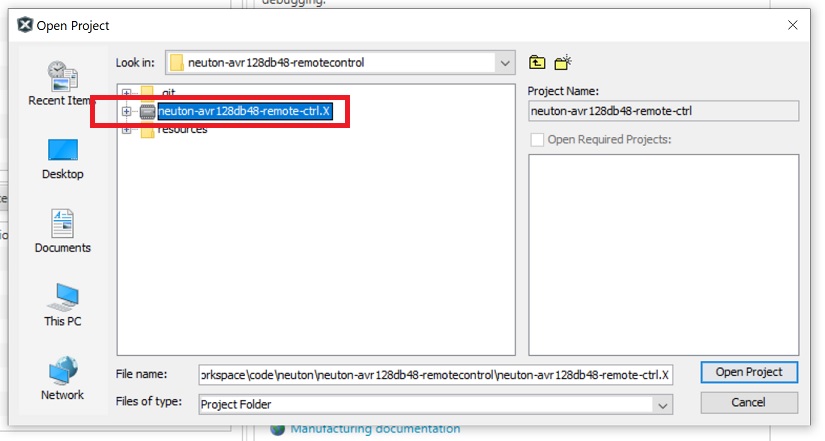 debugging.
Open Project
Look in:
neuton-avr128db48-remotecontrol
Recent Items
Desktop
Documents
This PC
Network
.git
neuton-avr128db48-remote-ctrl.X
resources
Project Name:
neuton-avr128db48-remote-ctrl
Open Required Projects:
File name:
orkspace\code\neuton\neuton-avr128db48-remotecontrol\neuton-avr128db48-remote-ctrl.X
Open Project
Files of type:
Project Folder
Cancel
Manufacturing documentation